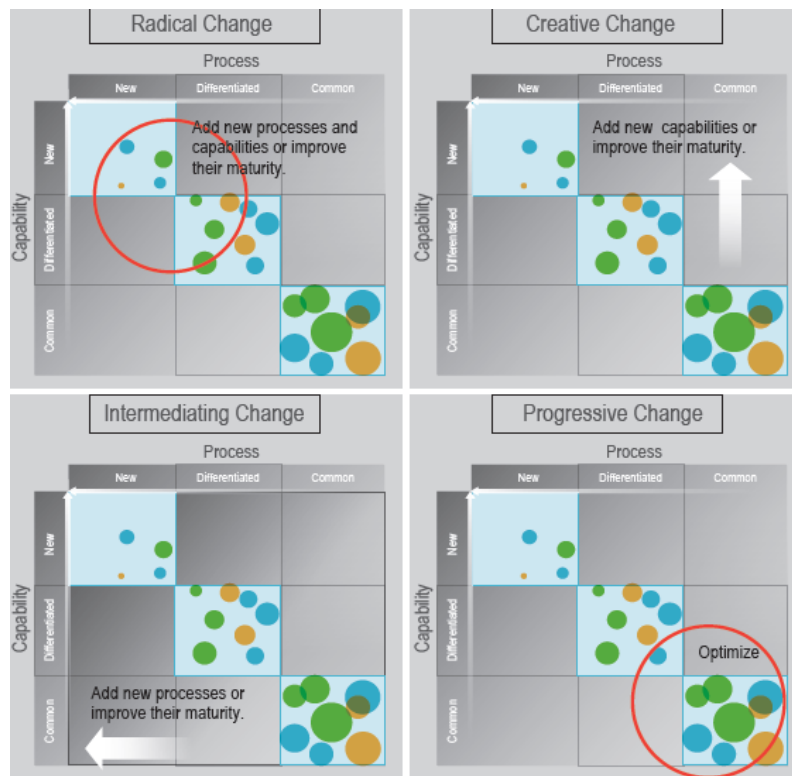 Radical Change
Process
New Differentiated Common
Capability
New
Differentiated
Common
Add new processes and
capabilities or improve
their maturity.
Creative Change
Process
New Differentiated Common
Capability
New
Differentiated
Common
Add new capabilities or
improve their maturity.
Intermediating Change
Process
New Differentiated Common
Capability
New
Differentiated
Common
Add new processes or
improve their maturity.
Progressive Change
Process
New Differentiated Common
Capability
New
Differentiated
Common
Optimize